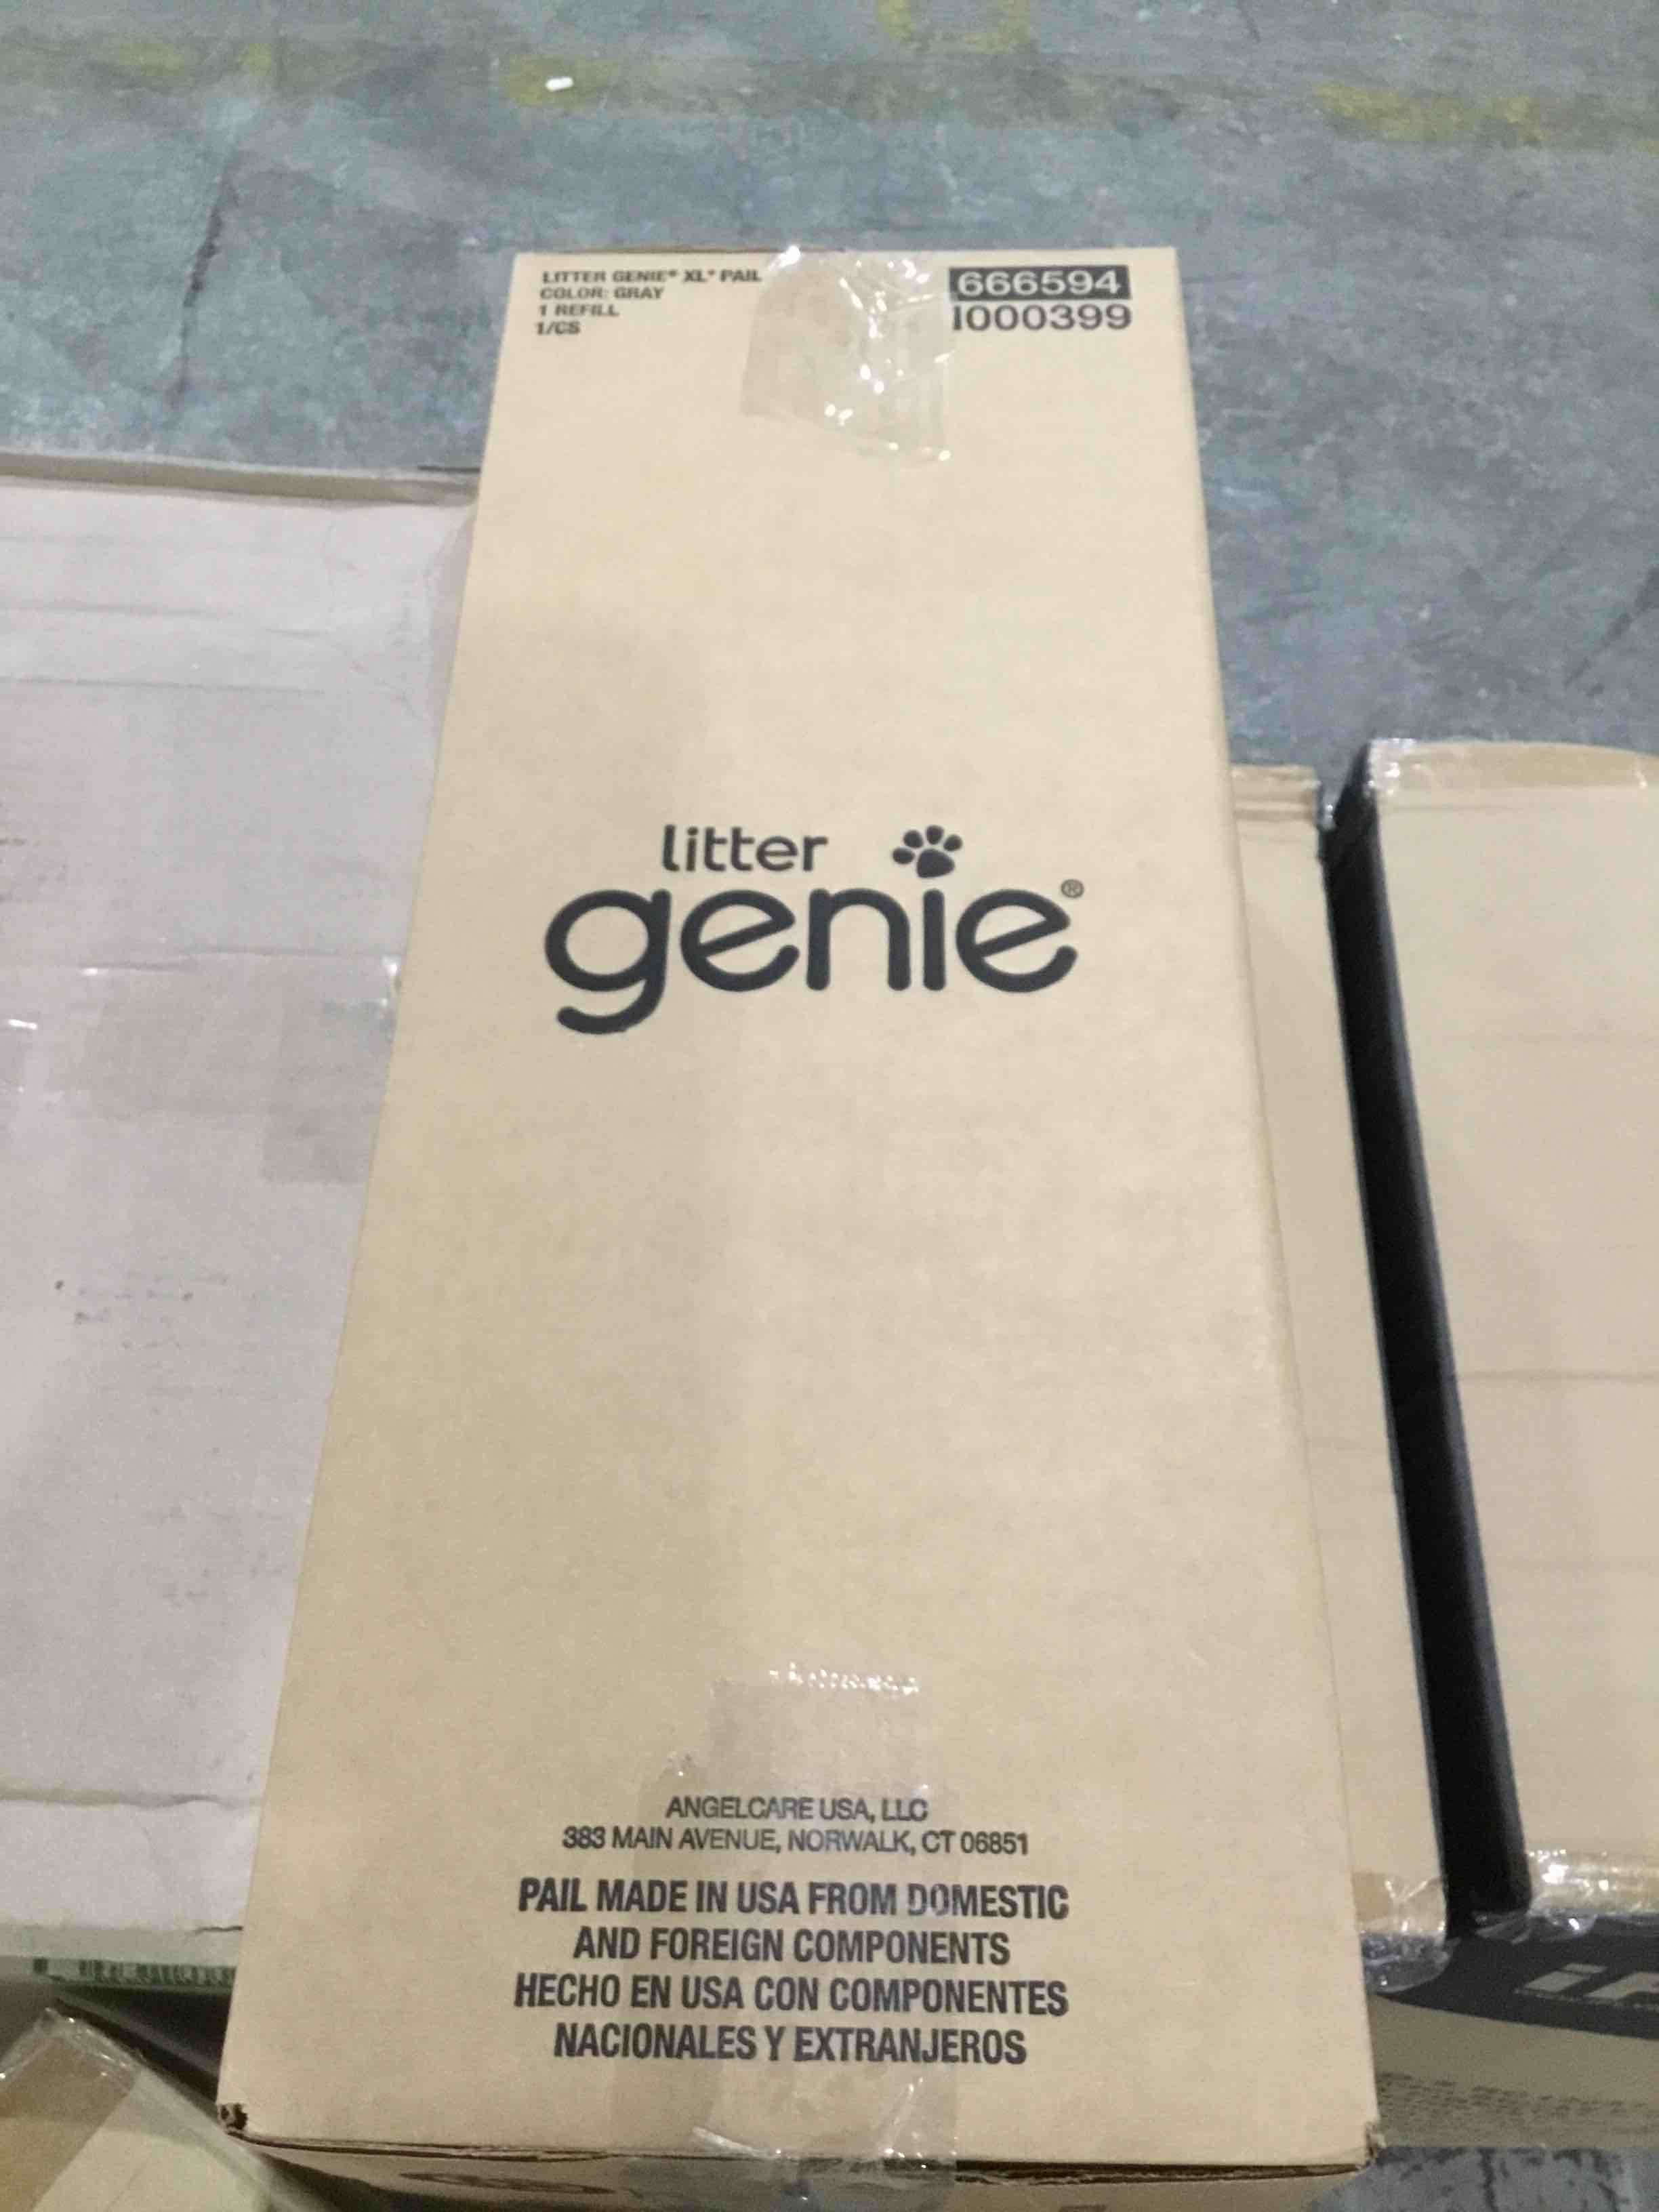 LITTER GENIE® XL* PAIL
COLOR: GRAY
1 REFILL
1/CS
666594
I000399
litter
genie®
ANGELCARE USA, LLC
383 MAIN AVENUE, NORWALK, CT 06851
PAIL MADE IN USA FROM DOMESTIC
AND FOREIGN COMPONENTS
HECHO EN USA CON COMPONENTES
NACIONALES Y EXTRANJEROS